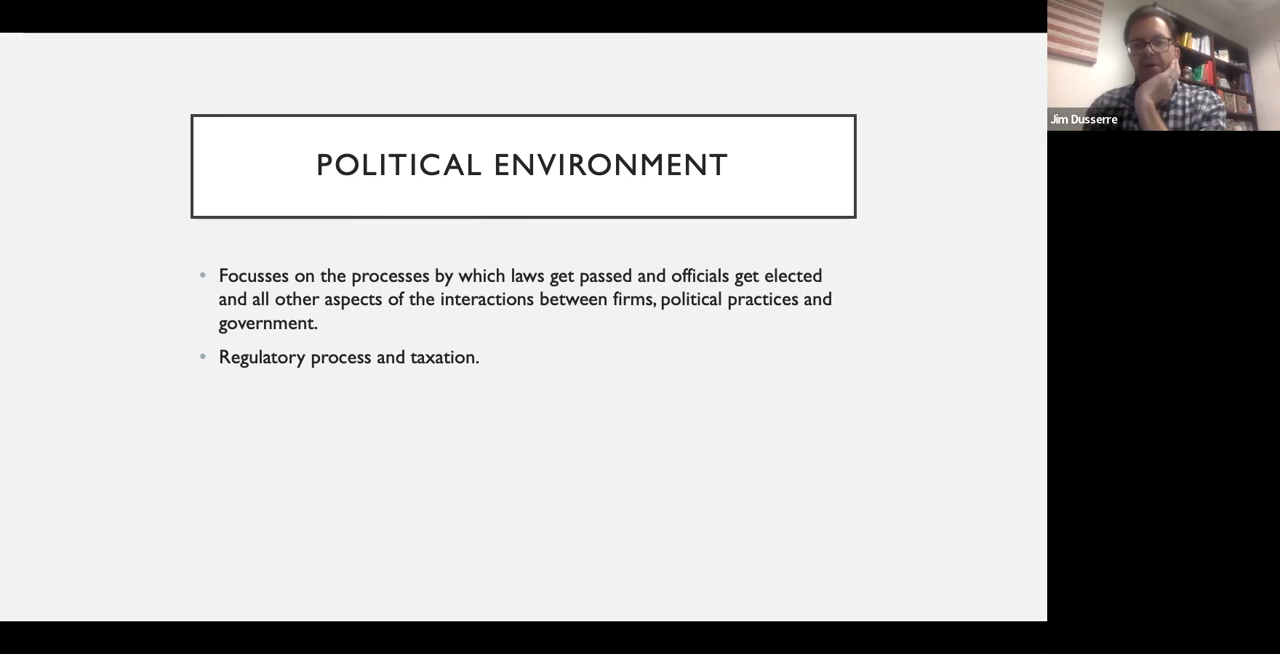 POLITICAL ENVIRONMENT
• Focusses on the processes by which laws get passed and officials get elected
and all other aspects of the interactions between firms, political practices and
government.
• Regulatory process and taxation.
Jim Dusserre